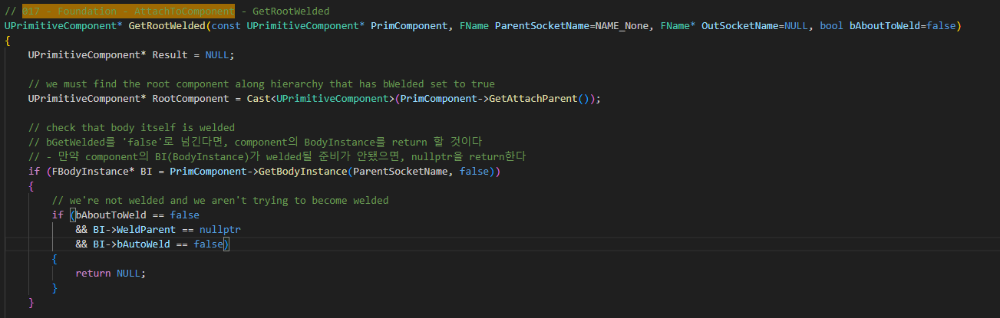 // 017 - Foundation - AttachToComponent - GetRootWelded
UPrimitiveComponent* GetRootWelded(const UPrimitiveComponent* PrimComponent, FName ParentSocketName=NAME_None, FName* OutSocketName=NULL, bool bAboutToWeld=false)
{
UPrimitiveComponent* Result = NULL;
// we must find the root component along hierarchy that has bWelded set to true
UPrimitiveComponent* RootComponent = Cast<UPrimitiveComponent>(PrimComponent->GetAttachParent());
// check that body itself is welded
// bGetWelded를 'false'로 넘긴다면, component의 BodyInstance를 return 할 것이다
// - 만약 component의 BI(BodyInstance)가 welded될 준비가 안됐으면, nullptr을 return한다
if (FBodyInstance* BI = PrimComponent->GetBodyInstance(ParentSocketName, false))
{
// we're not welded and we aren't trying to become welded
if (bAboutToWeld == false
&& BI->WeldParent == nullptr
&& BI->bAutoWeld == false)
{
return NULL;
}
}